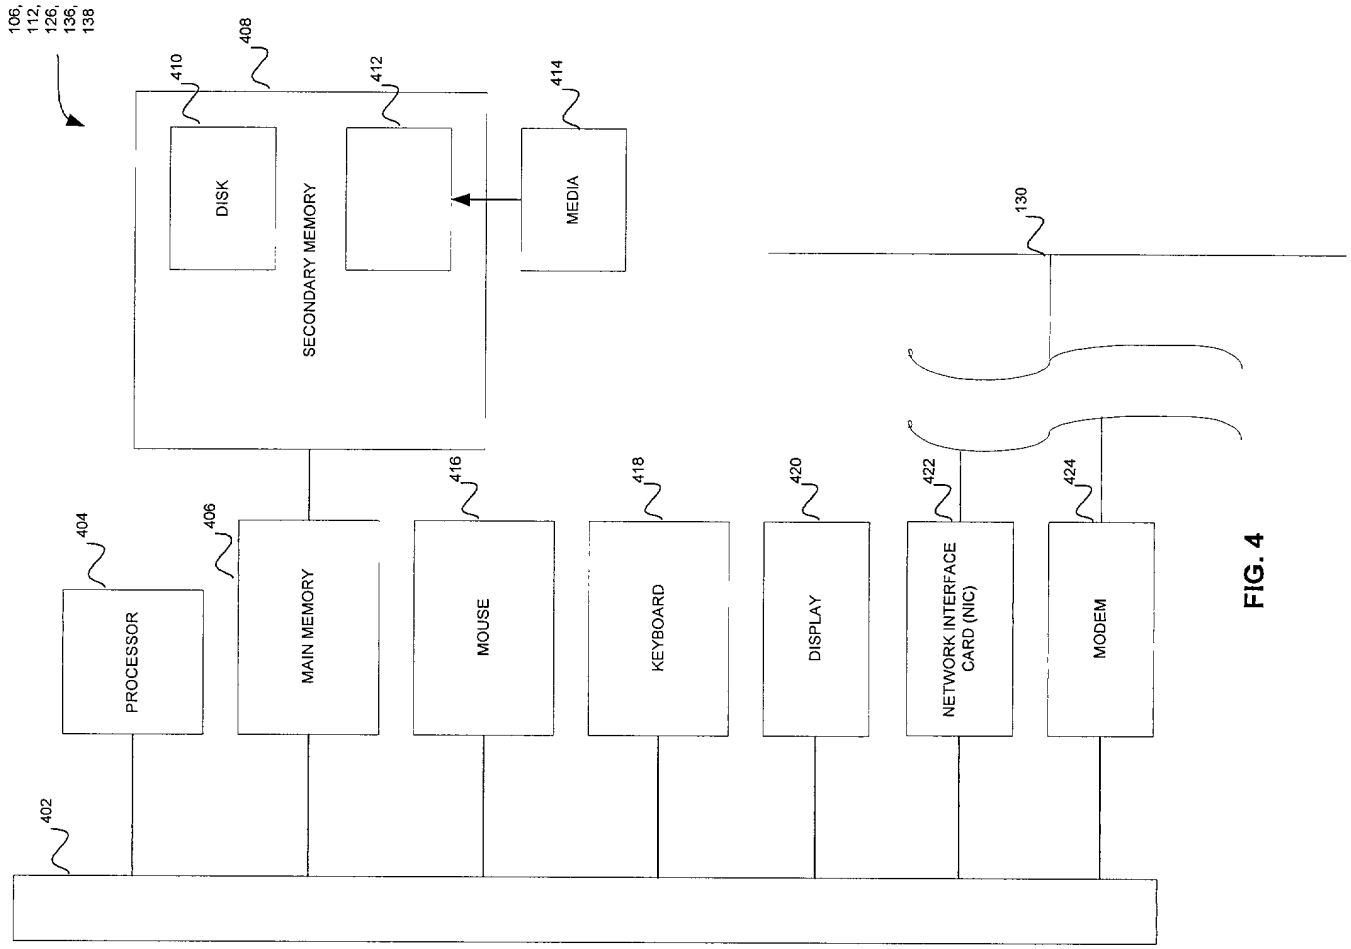 106,
112,
126,
136,
138
402
404
PROCESSOR
406
MAIN MEMORY
408
SECONDARY MEMORY
410
DISK
412
414
MEDIA
416
MOUSE
418
KEYBOARD
420
DISPLAY
422
NETWORK INTERFACE
CARD (NIC)
424
MODEM
130
FIG. 4